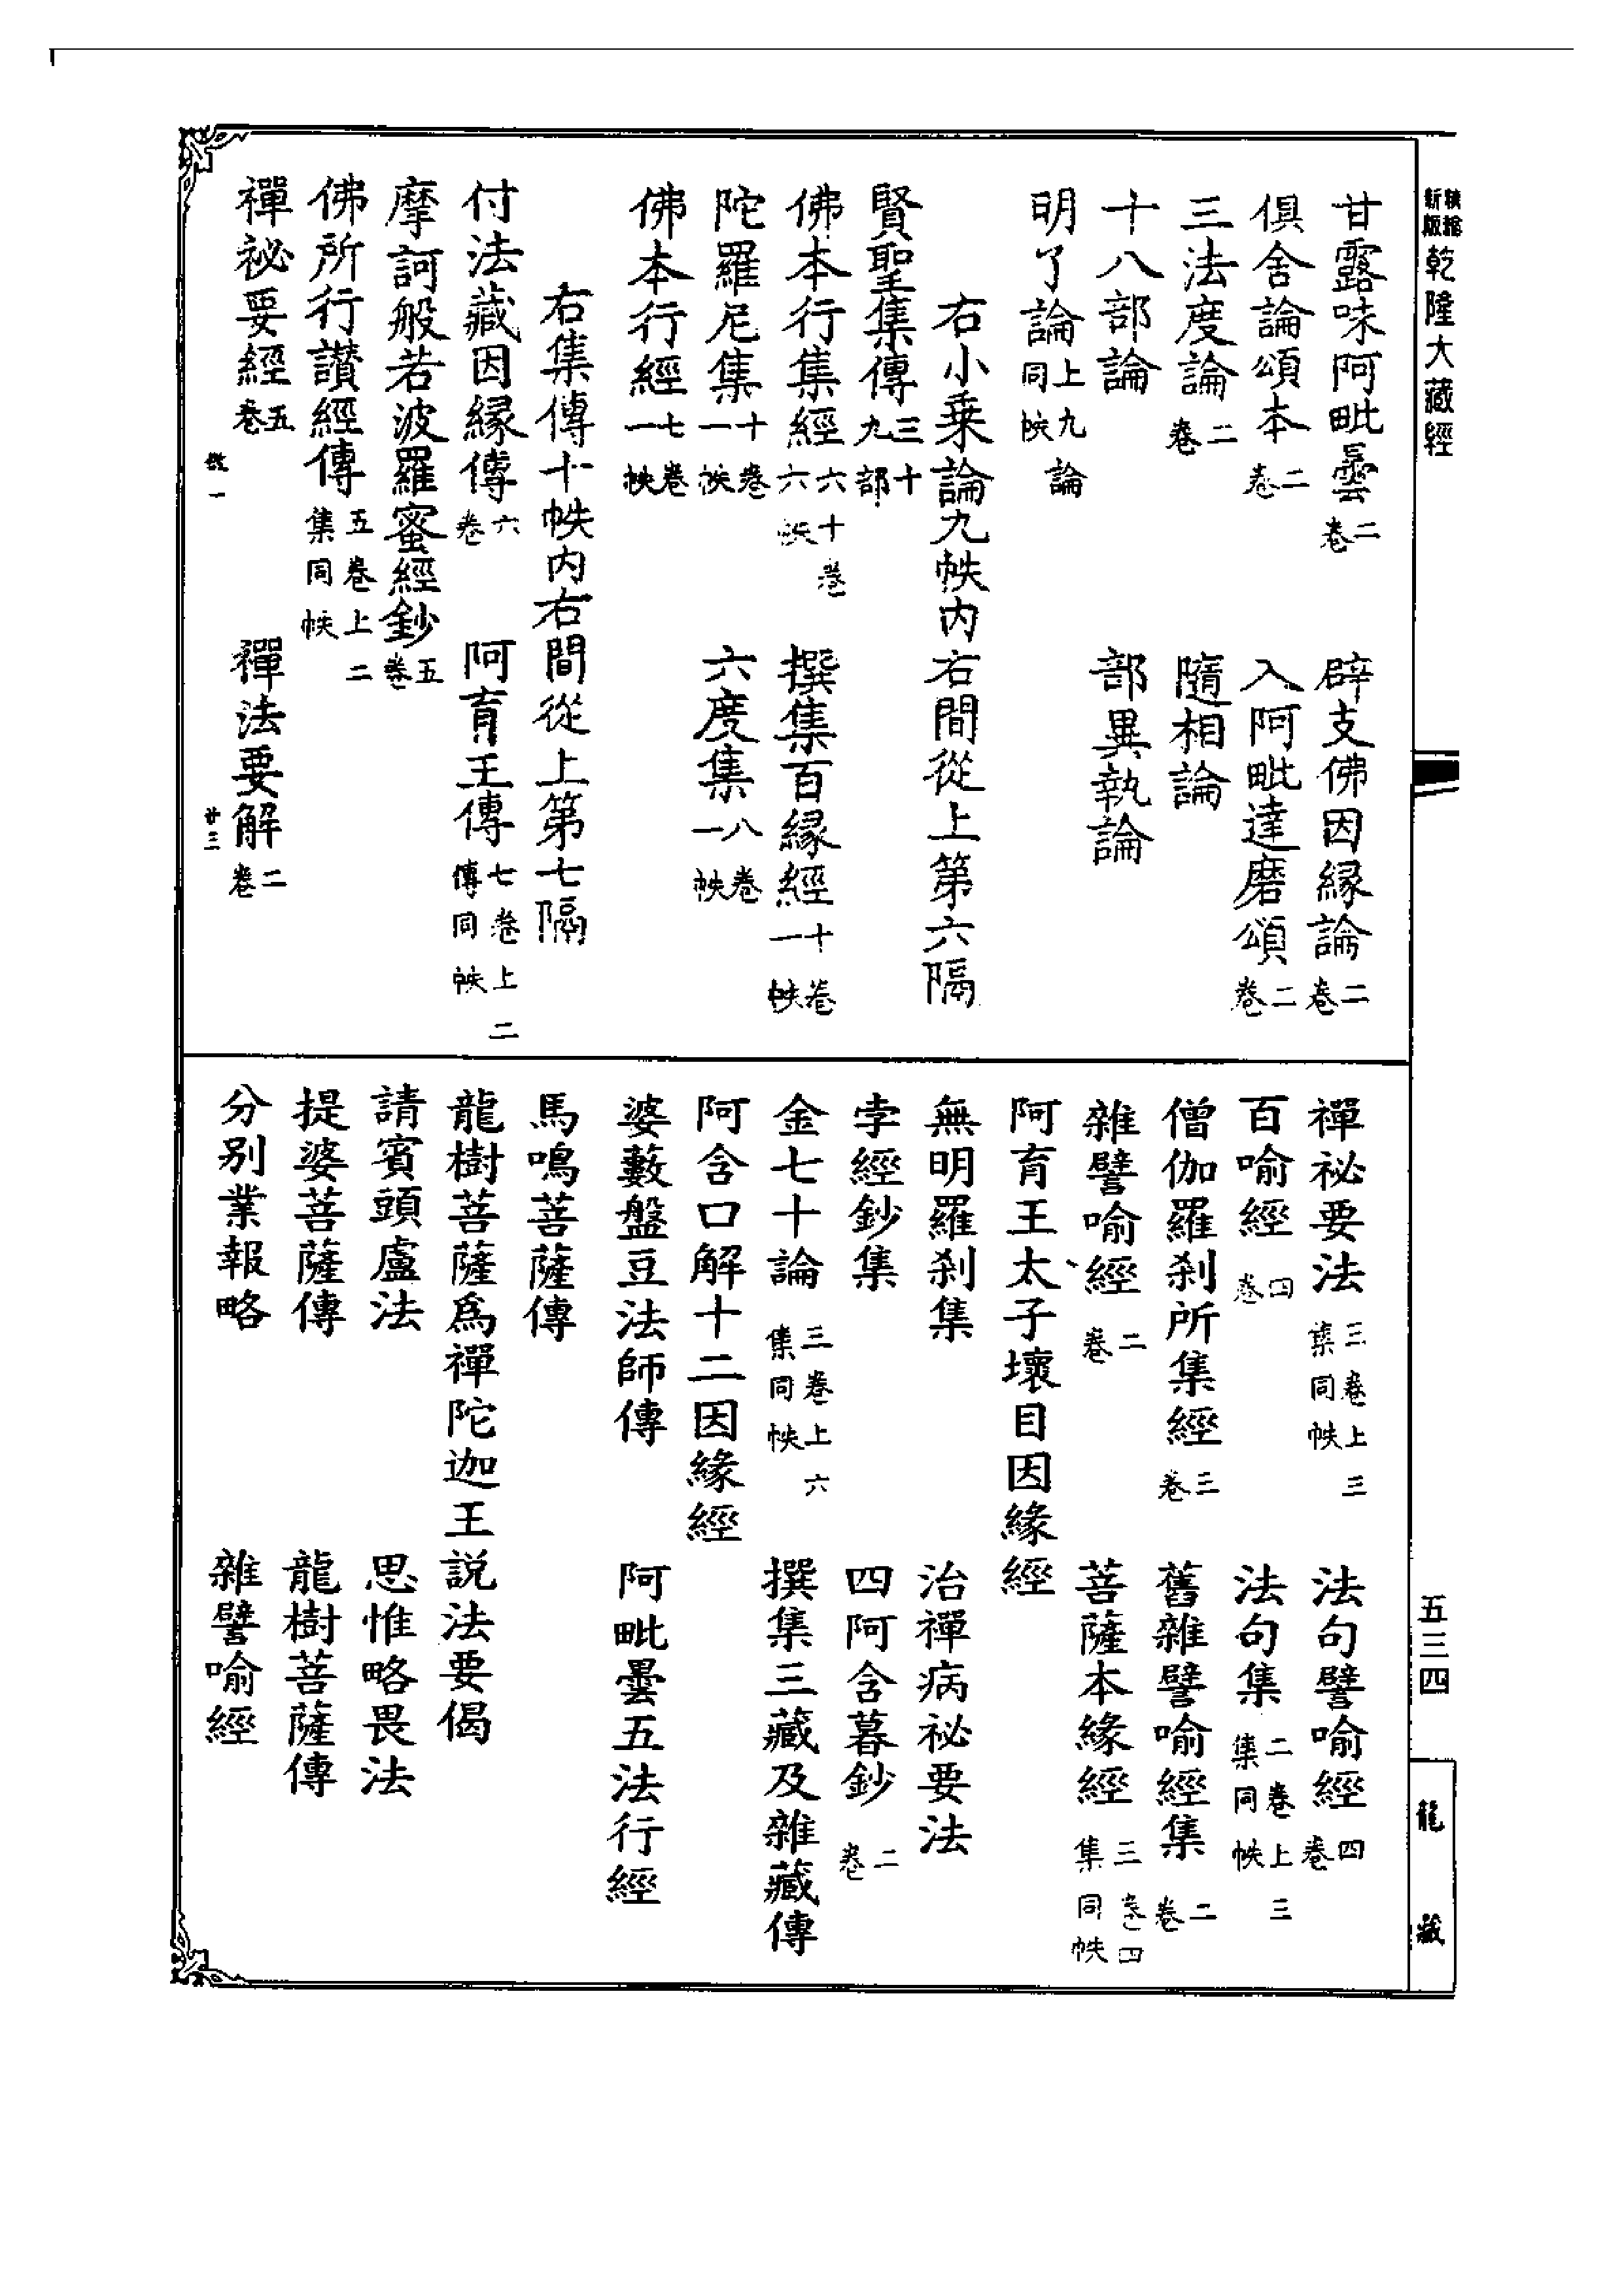 新版 乾隆大藏經
五三四
龍藏
甘露味阿毗曇二卷 辟支佛因縁論二卷
俱舍論頌本二卷 入阿毗達磨頌二卷
三法度論二卷 隨相論
十八部論 部異執論
明了論上九論同帙
右小乗論九帙内右間從上第六隔
賢聖集傳三十九部
佛本行集經六十卷六帙 撰集百縁經十卷一帙
陀羅尼集十卷一帙 六度集八卷一帙
佛本行經七卷一帙
右集傳十帙内右間從上第七隔
付法藏因縁傳六卷 阿育王傳七卷上二傳同帙
摩訶般若波羅蜜經鈔五卷
佛所行讃經傳五卷上二集同帙
禪祕要經五卷 禪法要解二卷
一 廿三
禪祕要法三卷上三集同帙 法句譬喻經四卷
百喻經四卷 法句集二卷上三集同帙
僧伽羅刹所集經三卷 舊雜譬喻經集二卷
雜譬喻經二卷 菩薩本緣經三卷四集同帙
阿育王太子壞目因緣經
無明羅刹集 治禪病祕要法
孛經鈔集 四阿含暮鈔二卷
金七十論三卷上六集同帙 撰集三藏及雜藏傳
阿含口解十二因緣經
婆藪盤豆法師傳 阿毗曇五法行經
馬鳴菩薩傳
龍樹菩薩爲禪陀迦王説法要偈
請賓頭盧法 思惟略畏法
提婆菩薩傳 龍樹菩薩傳
分别業報略 雜譬喻經